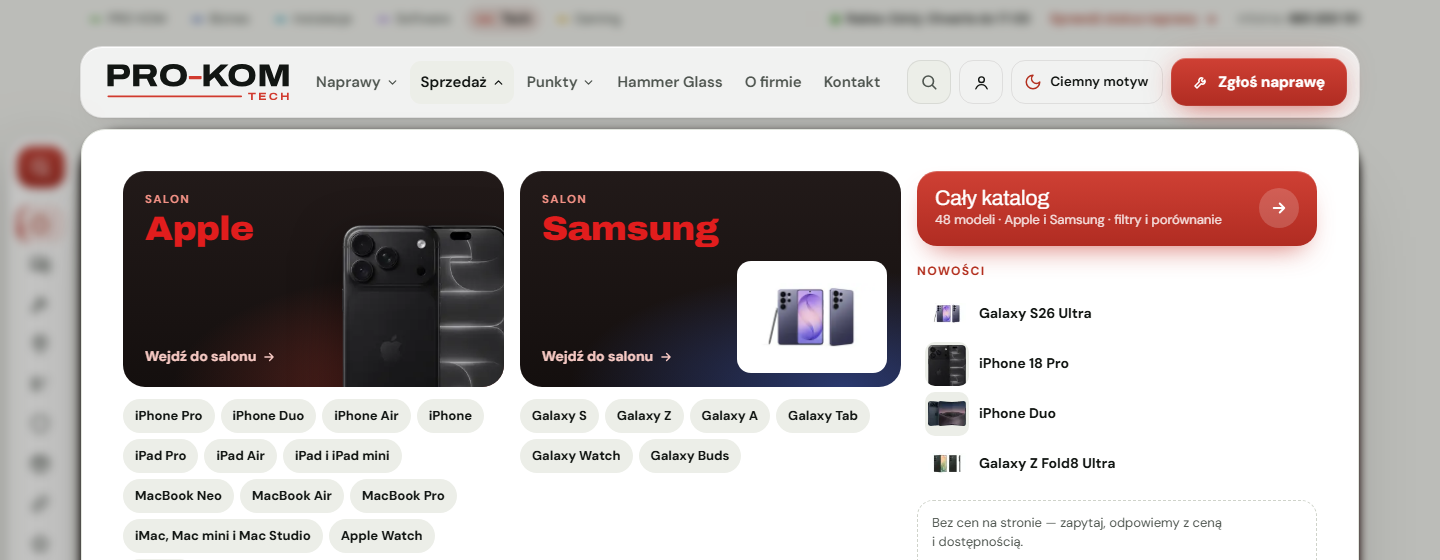 PRO-KOM
TECH
Naprawy
Sprzedaż
Punkty
Hammer Glass
O firmie
Kontakt
Ciemny motyw
Zgłoś naprawę
SALON
Apple
Wejdź do salonu →
SALON
Samsung
Wejdź do salonu →
Cały katalog
48 modeli · Apple i Samsung · filtry i porównanie
iPhone Pro
iPhone Duo
iPhone Air
iPhone
iPad Pro
iPad Air
iPad i iPad mini
MacBook Neo
MacBook Air
MacBook Pro
iMac, Mac mini i Mac Studio
Apple Watch
Galaxy S
Galaxy Z
Galaxy A
Galaxy Tab
Galaxy Watch
Galaxy Buds
NOWOŚCI
Galaxy S26 Ultra
iPhone 18 Pro
iPhone Duo
Galaxy Z Fold8 Ultra
Bez cen na stronie — zapytaj, odpowiemy z ceną
i dostępnością.